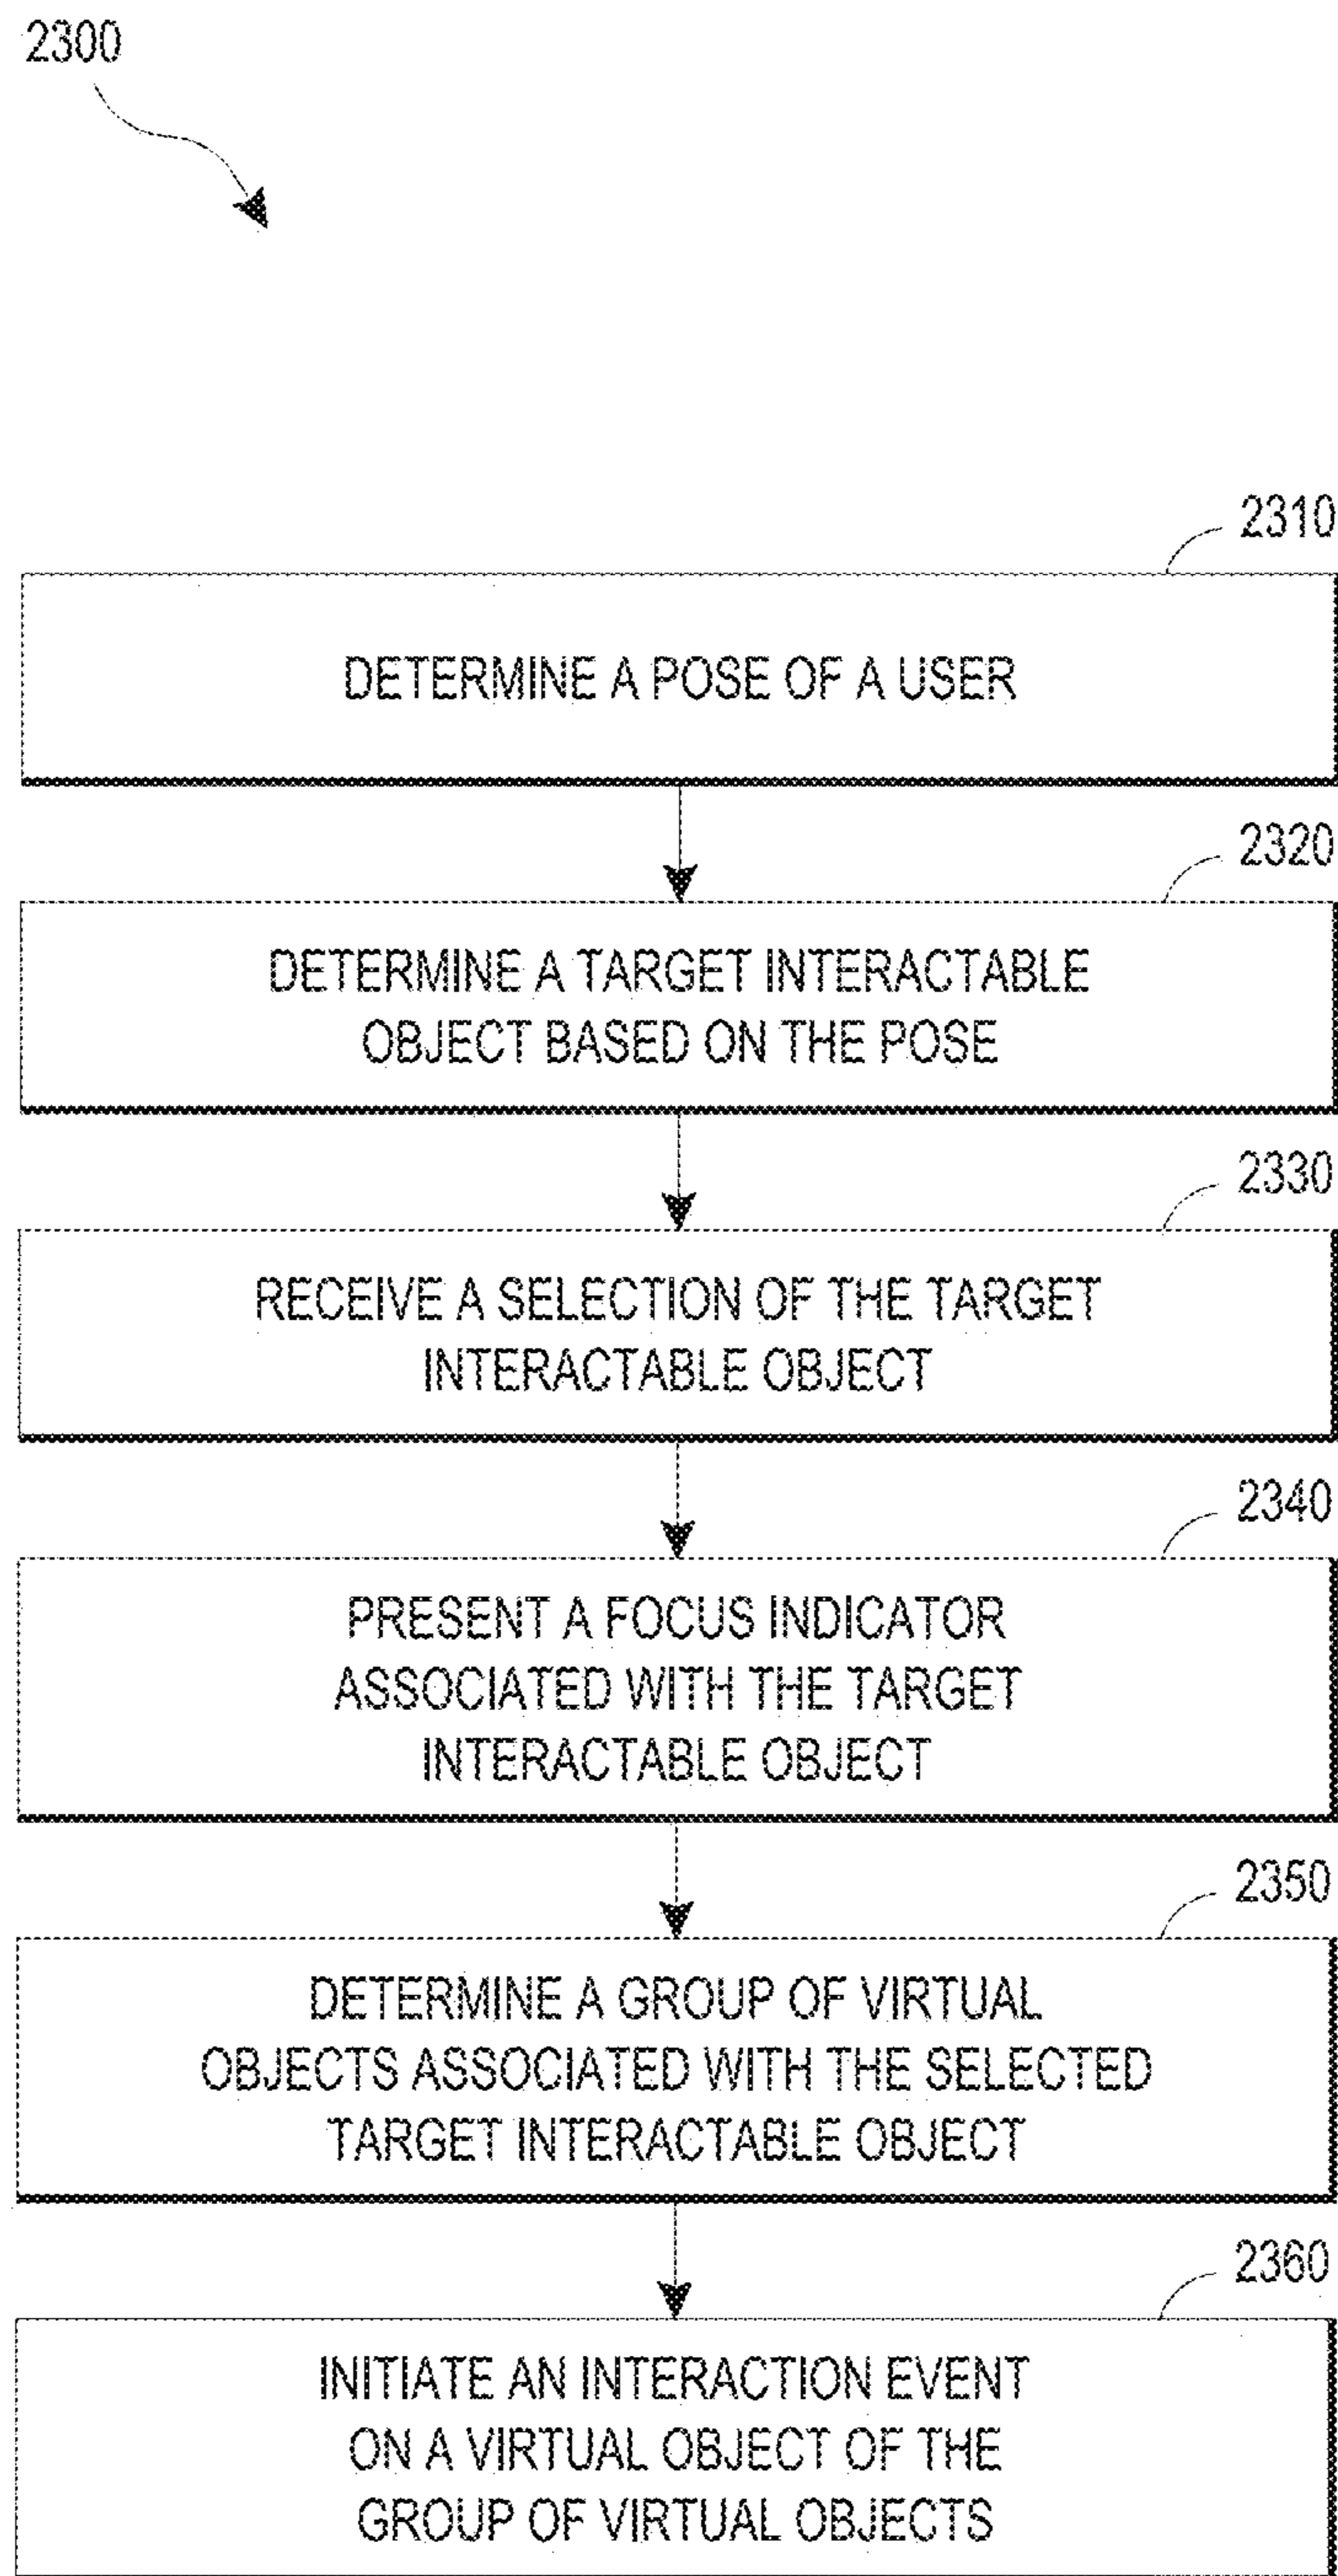 2300
2310
DETERMINE A POSE OF A USER
2320
DETERMINE A TARGET INTERACTABLE
OBJECT BASED ON THE POSE
2330
RECEIVE A SELECTION OF THE TARGET
INTERACTABLE OBJECT
2340
PRESENT A FOCUS INDICATOR
ASSOCIATED WITH THE TARGET
INTERACTABLE OBJECT
2350
DETERMINE A GROUP OF VIRTUAL
OBJECTS ASSOCIATED WITH THE SELECTED
TARGET INTERACTABLE OBJECT
2360
INITIATE AN INTERACTION EVENT
ON A VIRTUAL OBJECT OF THE
GROUP OF VIRTUAL OBJECTS